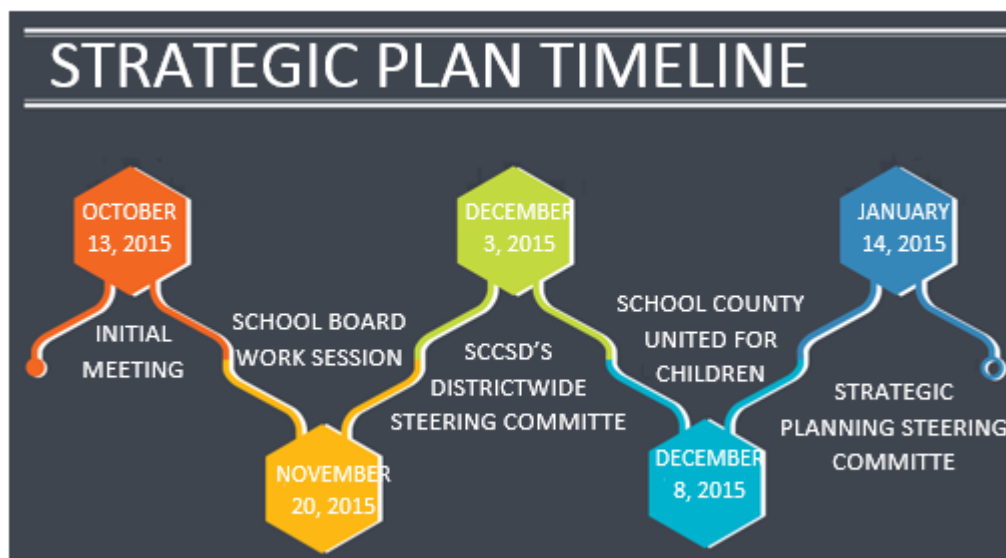 STRATEGIC PLAN TIMELINE
OCTOBER
13, 2015
INITIAL
MEETING
SCHOOL BOARD
WORK SESSION
NOVEMBER
20, 2015
DECEMBER
3, 2015
SCCSD'S
DISTRICTWIDE
STEERING COMMITTE
SCHOOL COUNTY
UNITED FOR
CHILDREN
DECEMBER
8, 2015
JANUARY
14, 2015
STRATEGIC
PLANNING STEERING
COMMITTE